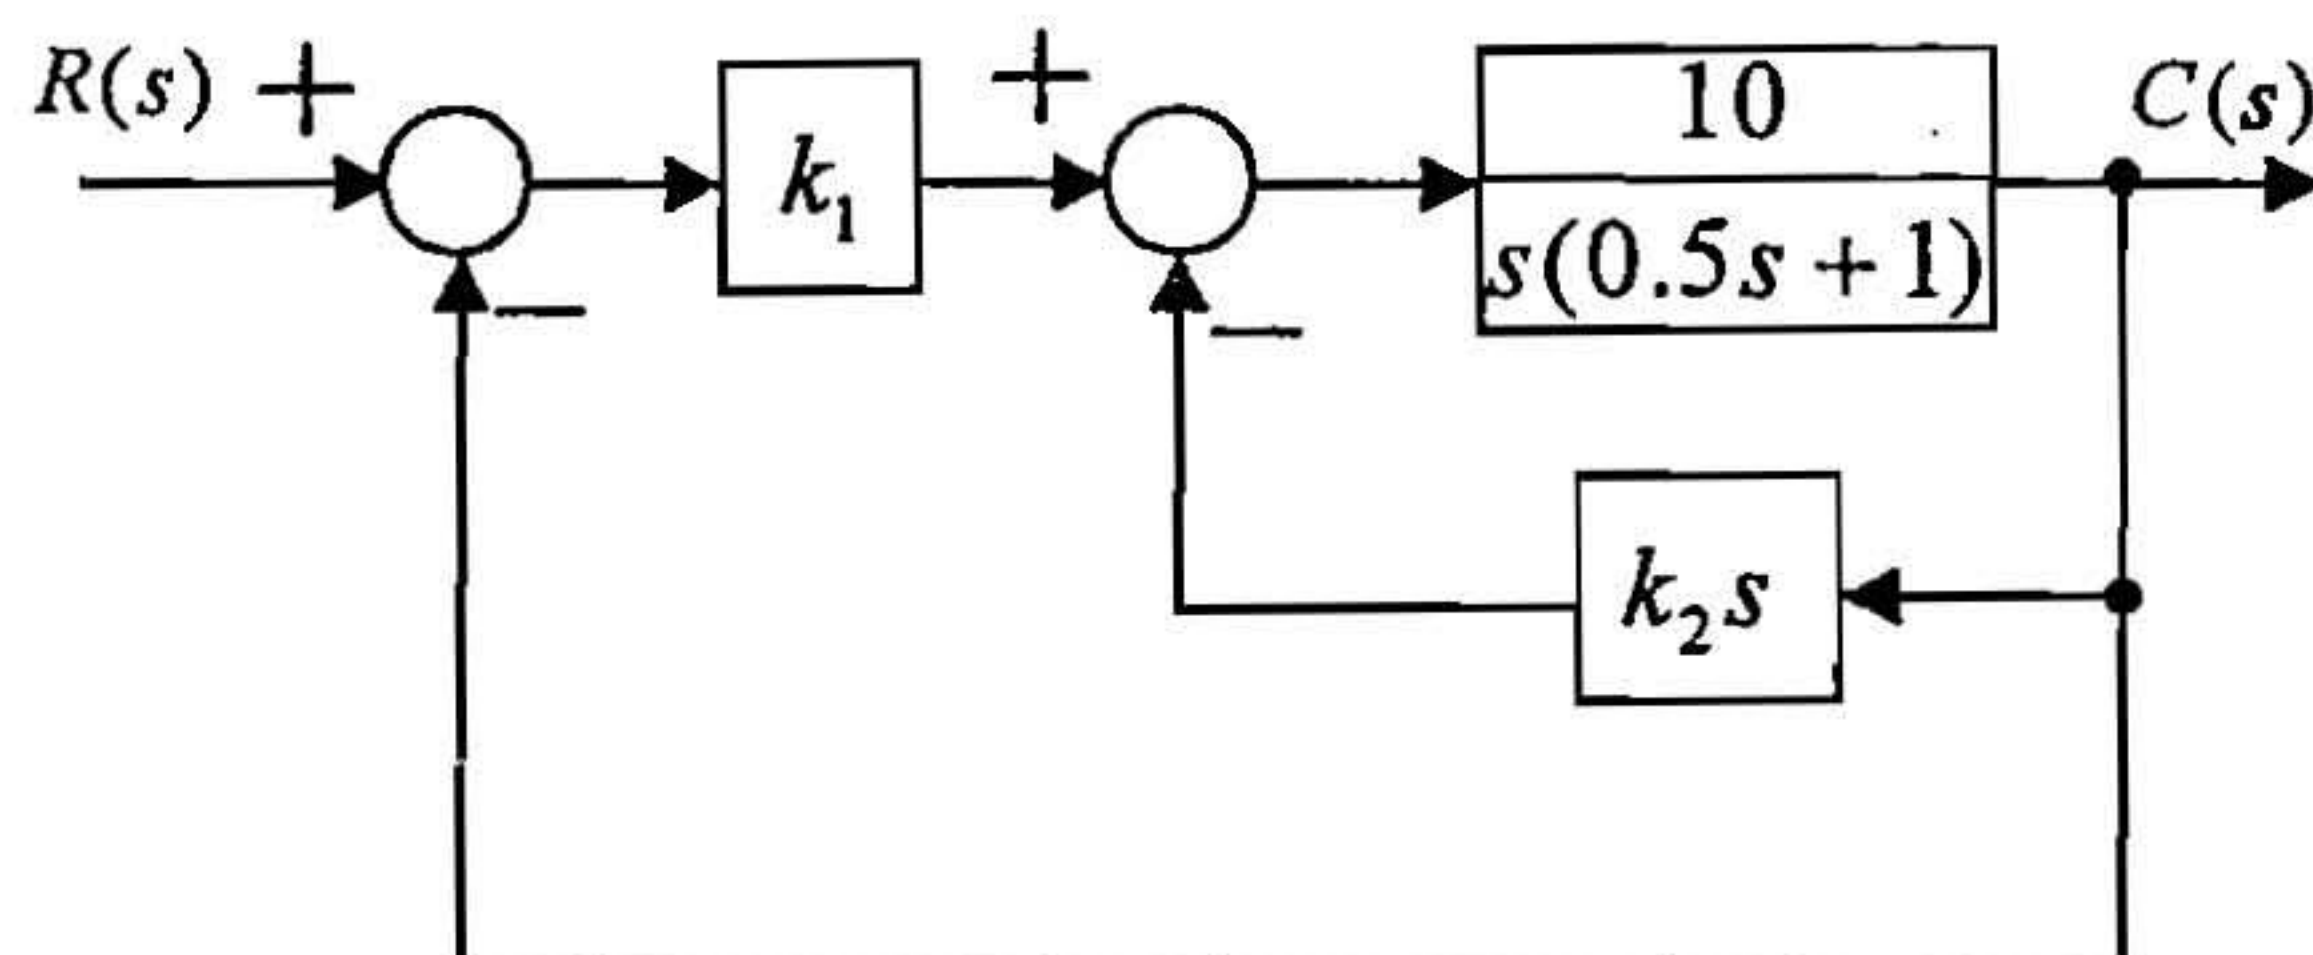 R(s) +
k₁
+
10
s(0.5s+1)
C(s)
−
−
k₂s